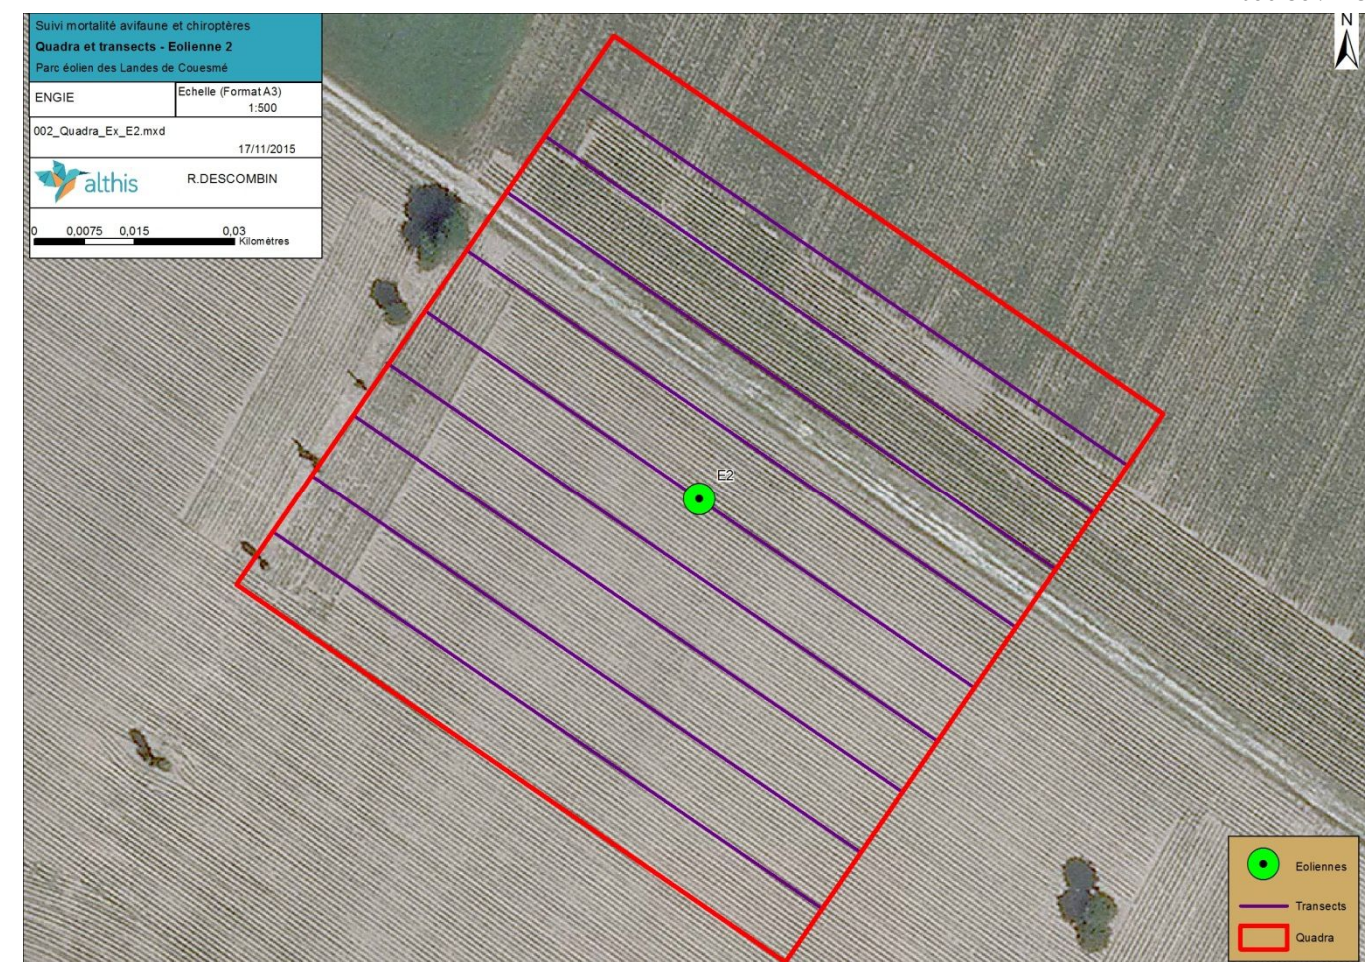 Suivi mortalité avifaune et chiroptères
Quadra et transects - Eolienne 2
Parc éolien des Landes de Couesmé
ENGIE
Echelle (Format A3)
1:500
002_Quadra_Ex_E2.mxd
17/11/2015
althis
R.DESCOMBIN
0 0,0075 0,015 0,03
Kilomètres
N
E2
Eoliennes
Transects
Quadra